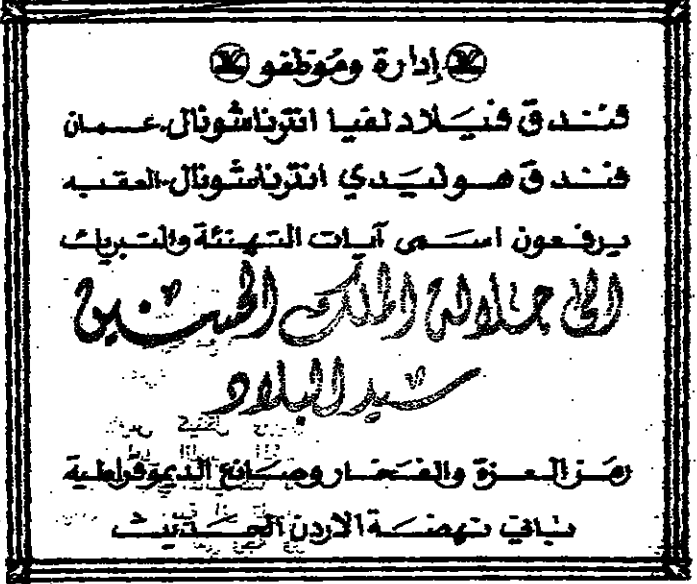 إدارة وموظفو
فندق فيلادلفيا انترناشونال - عمان
فندق هوليدي انترناشونال - العقبة
يرفعون اسمى آيات التهنئة والتبريك
الى جلالة الملك الحسين
سيد البلاد
رمز العزة والفخار وصانع الديموقراطية
باني نهضة الاردن الحديث